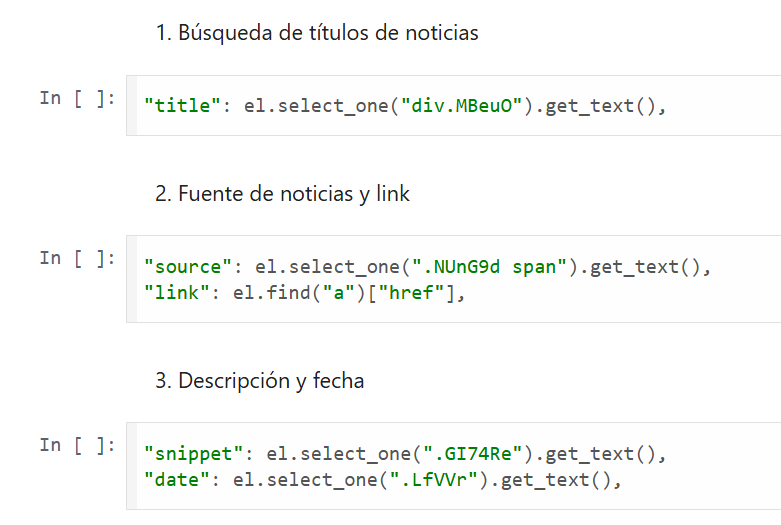 1. Búsqueda de títulos de noticias
In [ ]: "title": el.select_one("div.MBeuO").get_text(),
2. Fuente de noticias y link
In [ ]: "source": el.select_one(".NUnG9d span").get_text(),
"link": el.find("a")["href"],
3. Descripción y fecha
In [ ]: "snippet": el.select_one(".GI74Re").get_text(),
"date": el.select_one(".LfVVr").get_text(),